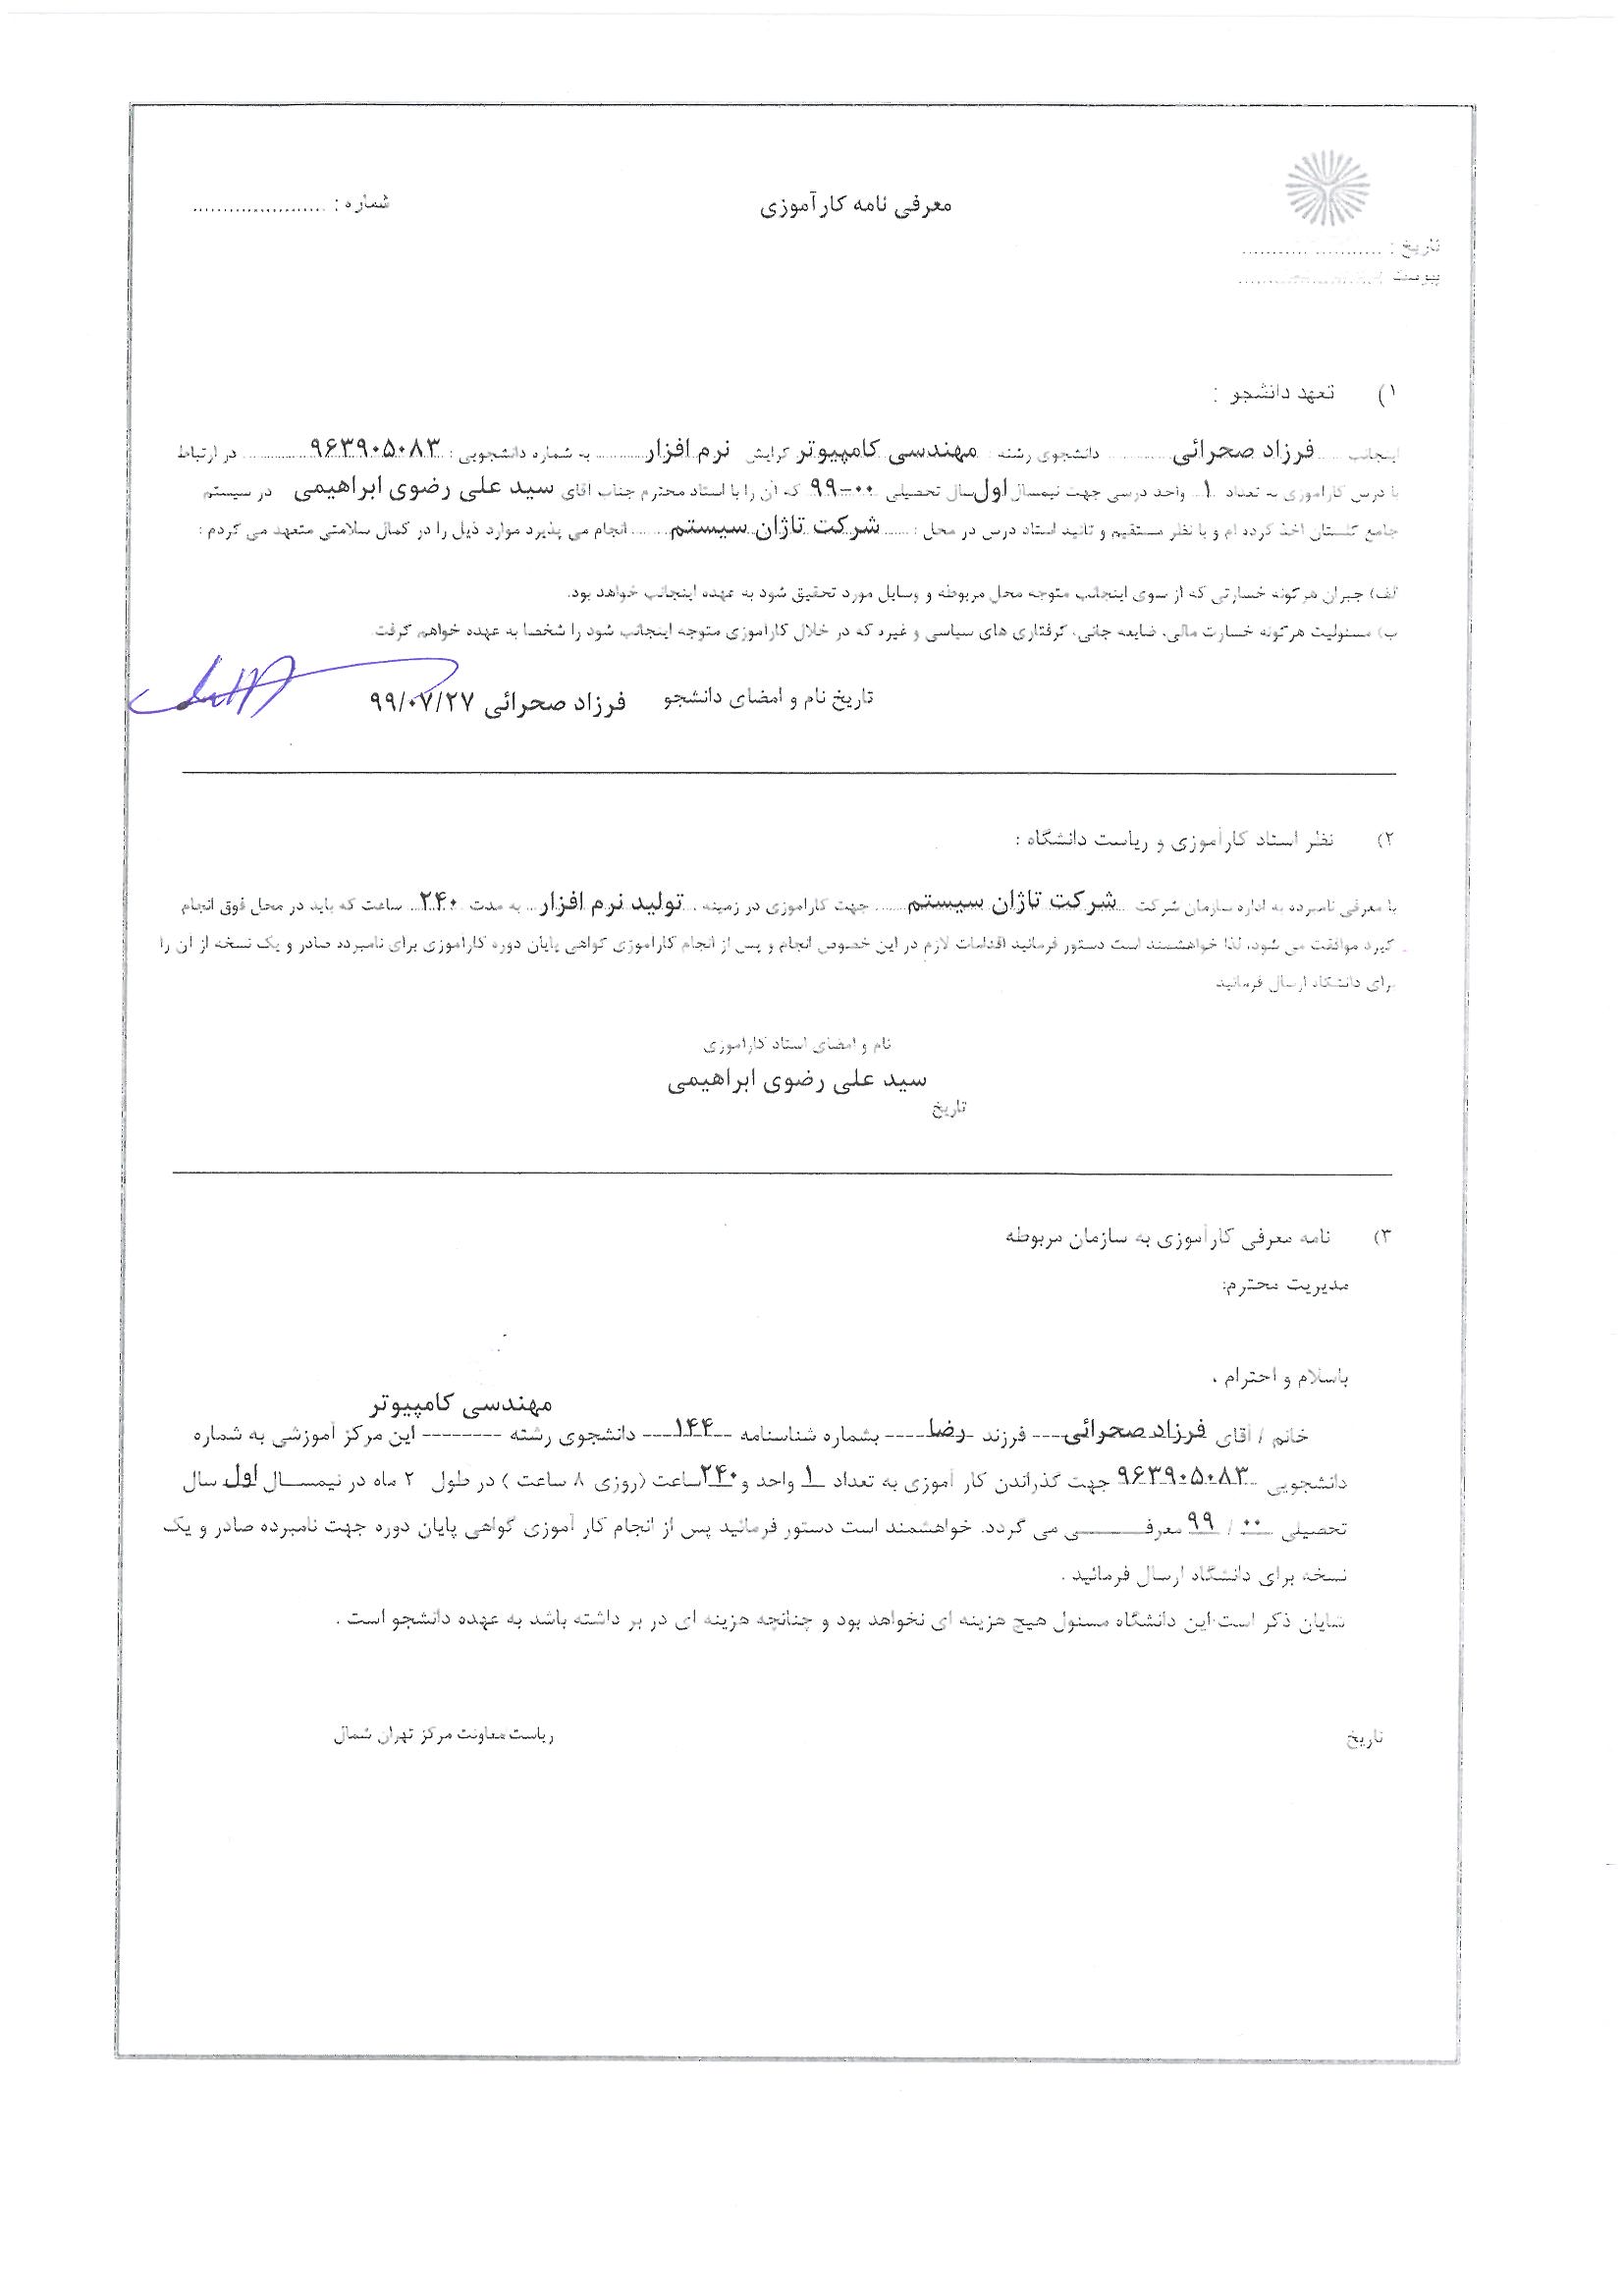 معرفی نامه کارآموزی
شماره : ......................
تاریخ : ......................
پیوست : ......................
۱) تعهد دانشجو :
اینجانب ..... فرزاد صحرائی ............. دانشجوی رشته : مهندسی کامپیوتر گرایش نرم افزار......... به شماره دانشجویی : ۹۶۳۹۰۵۰۸۳............... در ارتباط
با درس کارآموزی به تعداد ۱ واحد درسی جهت نیمسال اول سال تحصیلی ۰۰-۹۹ که آن را با استاد محترم جناب آقای سید علی رضوی ابراهیمی در سیستم
جامع گلستان اخذ کرده ام و با نظر مستقیم و تائید استاد درس در محل : ...... شرکت تاژان سیستم......... انجام می پذیرد موارد ذیل را در کمال سلامتی متعهد می گردم :
الف) جبران هرگونه خسارتی که از سوی اینجانب متوجه محل مربوطه و وسایل مورد تحقیق شود به عهده اینجانب خواهد بود.
ب) مسئولیت هرگونه خسارت مالی، ضایعه جانی، گرفتاری های سیاسی و غیره که در خلال کارآموزی متوجه اینجانب شود را شخصا به عهده خواهم گرفت.
تاریخ نام و امضای دانشجو فرزاد صحرائی ۹۹/۰۷/۲۷
۲) نظر استاد کارآموزی و ریاست دانشگاه :
با معرفی نامبرده به اداره سازمان شرکت ... شرکت تاژان سیستم........ جهت کارآموزی در زمینه . تولید نرم افزار... به مدت ۲۴۰ ساعت که باید در محل فوق انجام
گیرد موافقت می شود، لذا خواهشمند است دستور فرمائید اقدامات لازم در این خصوص انجام و پس از انجام کارآموزی گواهی پایان دوره کارآموزی برای نامبرده صادر و یک نسخه از آن را
برای دانشگاه ارسال فرمائید.
نام و امضای استاد کارآموزی
سید علی رضوی ابراهیمی
تاریخ
۳) نامه معرفی کارآموزی به سازمان مربوطه
مدیریت محترم:
باسلام و احترام ،
مهندسی کامپیوتر
خانم / آقای فرزاد صحرائی---- فرزند -رضا----- بشماره شناسنامه --۱۴۴---- دانشجوی رشته -------- این مرکز آموزشی به شماره
دانشجویی -۹۶۳۹۰۵۰۸۳ جهت گذراندن کار آموزی به تعداد ۱ واحد و ۲۴۰ساعت (روزی ۸ ساعت ) در طول ۲ ماه در نیمســال اول سال
تحصیلی ۰۰ / ۹۹ معرفــــــی می گردد. خواهشمند است دستور فرمائید پس از انجام کار آموزی گواهی پایان دوره جهت نامبرده صادر و یک
نسخه برای دانشگاه ارسال فرمائید .
شایان ذکر است این دانشگاه مسئول هیچ هزینه ای نخواهد بود و چنانچه هزینه ای در بر داشته باشد به عهده دانشجو است .
تاریخ
ریاست معاونت مرکز تهران شمال